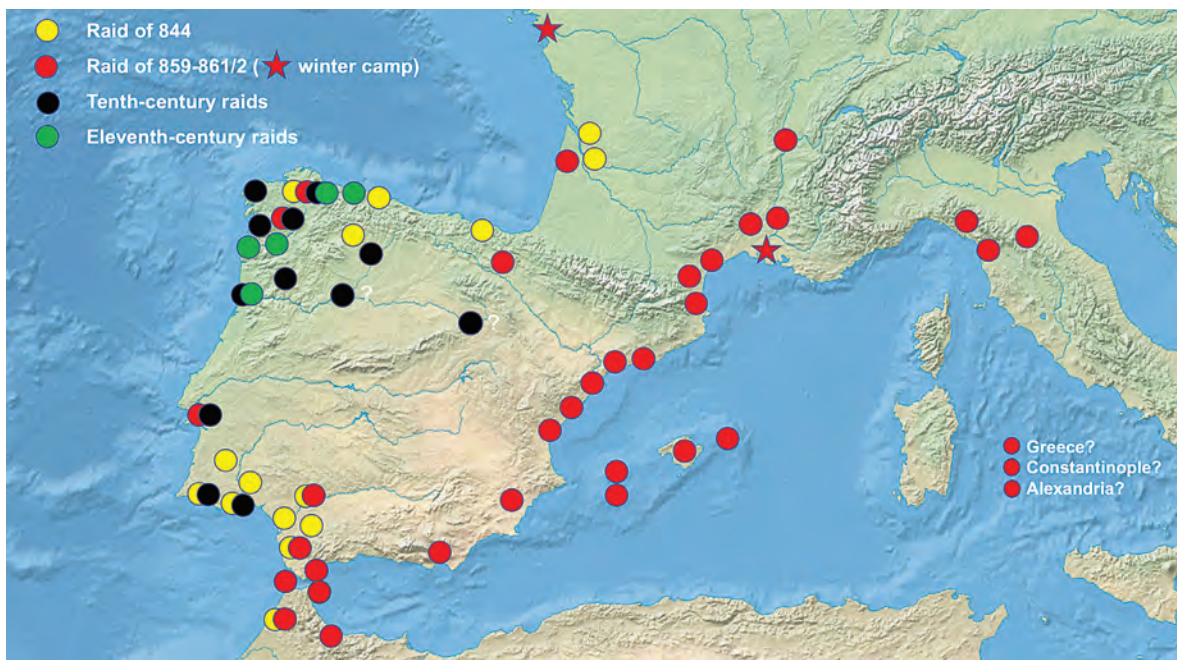 Raid of 844
Raid of 859-861/2 ( winter camp)
Tenth-century raids
Eleventh-century raids
?
?
Greece?
Constantinople?
Alexandria?